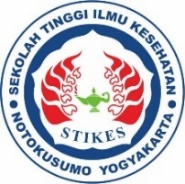 SEKOLAH TINGGI ILMU KESEHATAN
STIKES
NOTOKUSUMO YOGYAKARTA